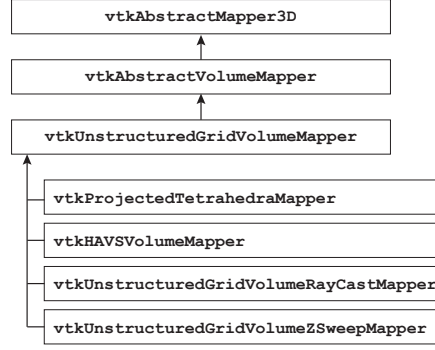 vtkAbstractMapper3D
vtkAbstractVolumeMapper
vtkUnstructuredGridVolumeMapper
vtkProjectedTetrahedraMapper
vtkHAVSVolumeMapper
vtkUnstructuredGridVolumeRayCastMapper
vtkUnstructuredGridVolumeZSweepMapper